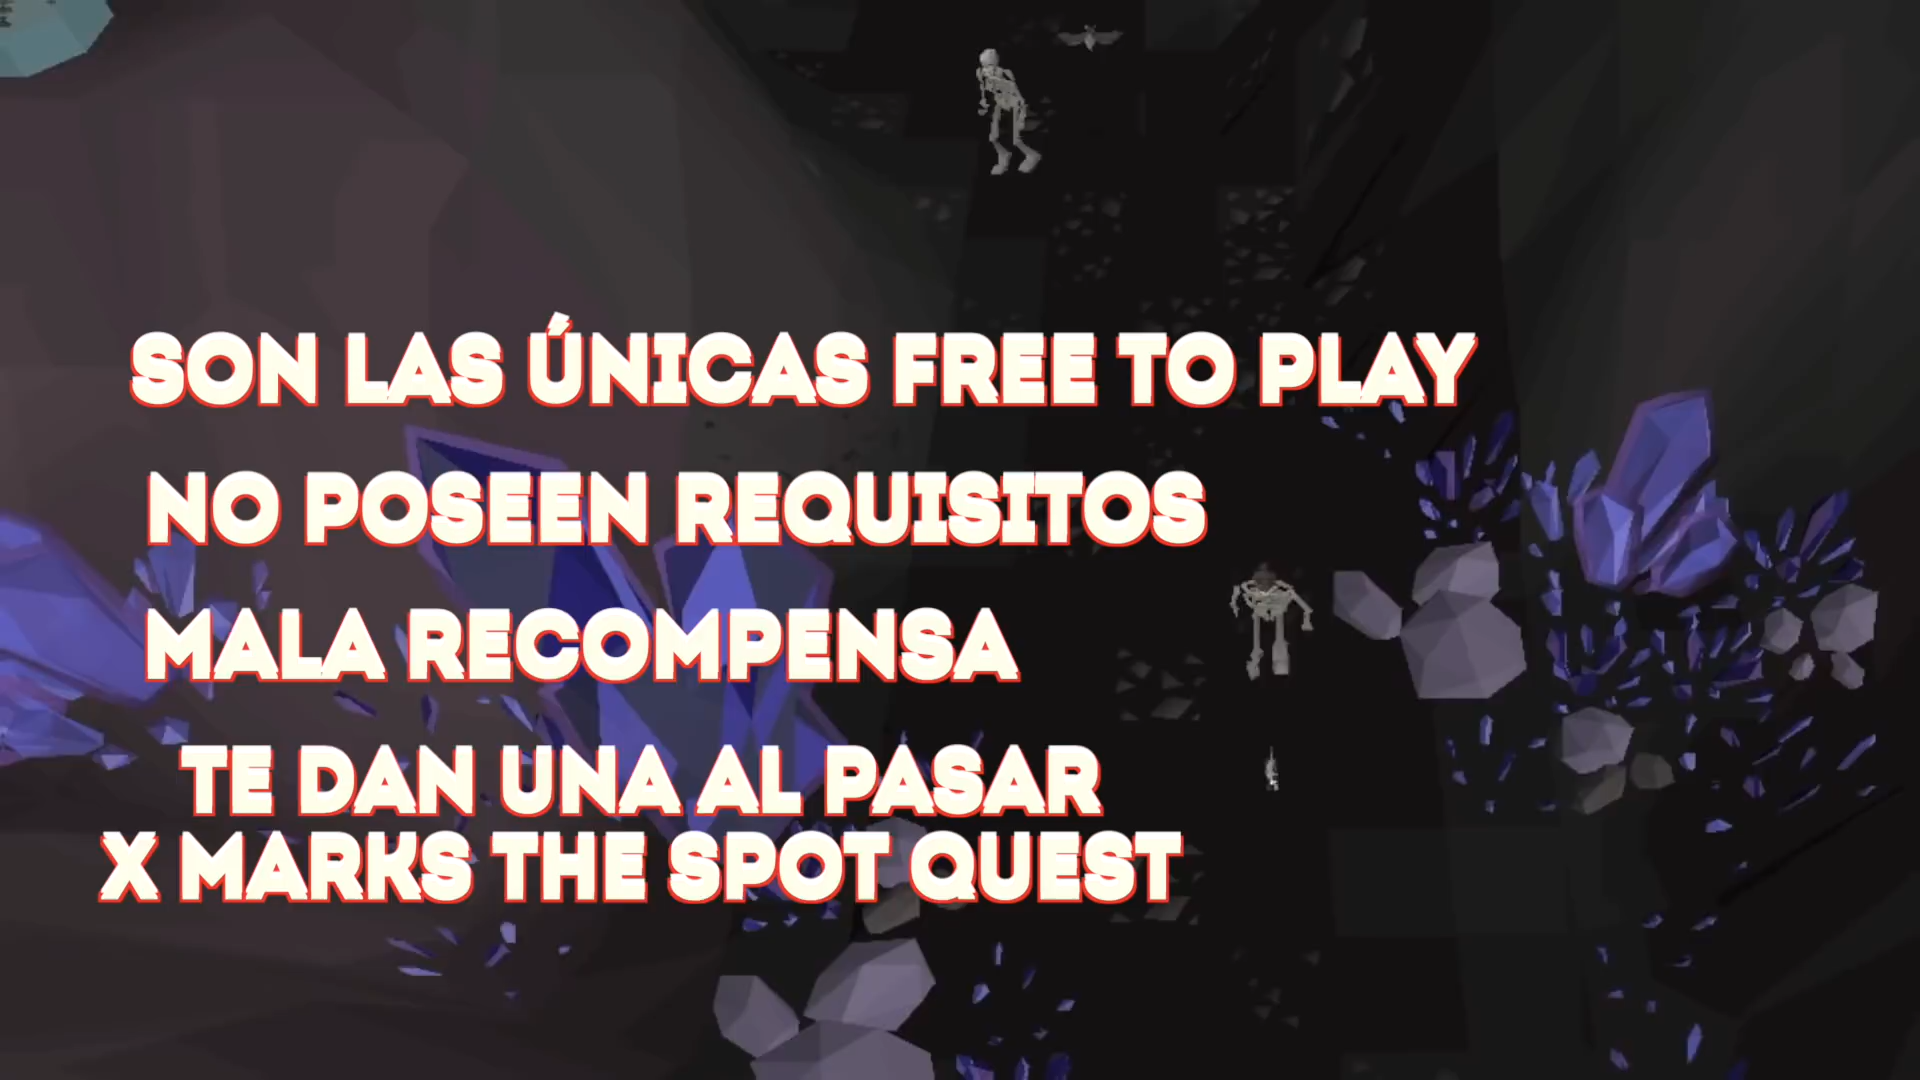 SON LAS ÚNICAS FREE TO PLAY
NO POSEEN REQUISITOS
MALA RECOMPENSA
TE DAN UNA AL PASAR
X MARKS THE SPOT QUEST